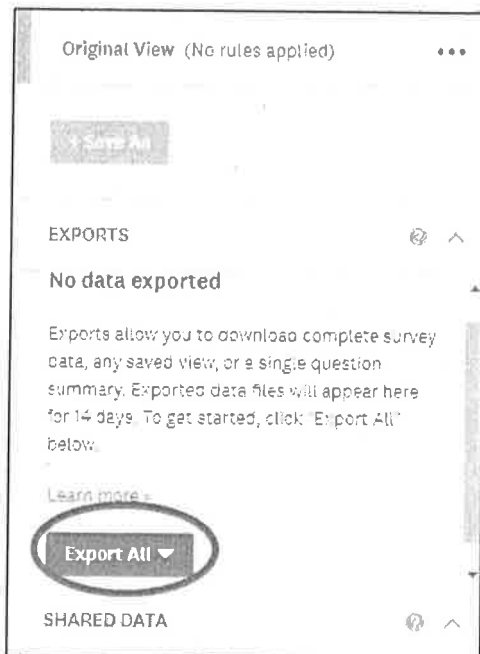 Original View (No rules applied)
+ Save As
EXPORTS
No data exported
Exports allow you to download complete survey
data, any saved view, or a single question
summary. Exported data files will appear here
for 14 days. To get started, click "Export All"
below.
Learn more »
Export All
SHARED DATA